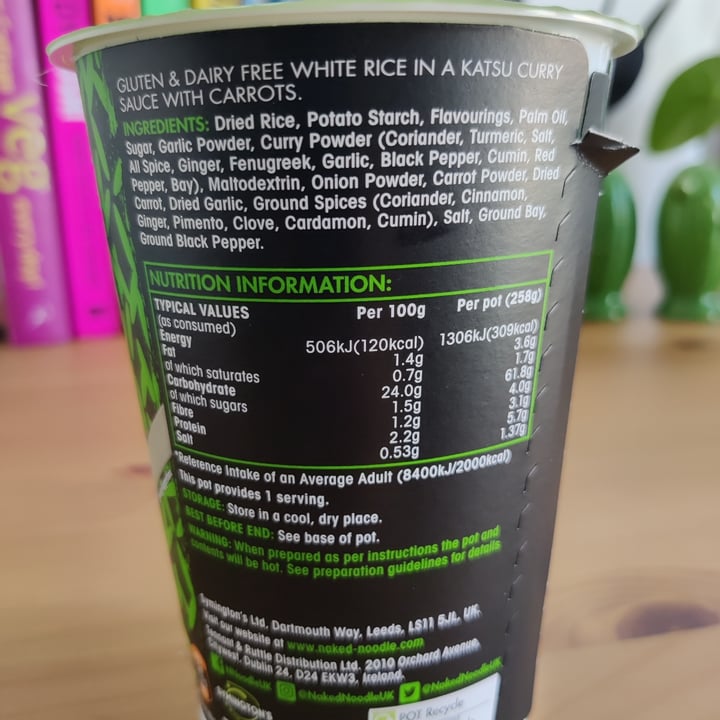 GLUTEN & DAIRY FREE WHITE RICE IN A KATSU CURRY
SAUCE WITH CARROTS.
INGREDIENTS: Dried Rice, Potato Starch, Flavourings, Palm Oil,
Sugar, Garlic Powder, Curry Powder (Coriander, Turmeric, Salt,
All Spice, Ginger, Fenugreek, Garlic, Black Pepper, Cumin, Red
Pepper, Bay), Maltodextrin, Onion Powder, Carrot Powder, Dried
Carrot, Dried Garlic, Ground Spices (Coriander, Cinnamon,
Ginger, Pimento, Clove, Cardamon, Cumin), Salt, Ground Bay,
Ground Black Pepper.
NUTRITION INFORMATION:
TYPICAL VALUES Per 100g Per pot (258g)
(as consumed)
Energy 506kJ(120kcal) 1306kJ(309kcal)
Fat 1.4g 3.6g
of which saturates 0.7g 1.7g
Carbohydrate 24.0g 61.8g
of which sugars 1.5g 4.0g
Fibre 1.2g 3.1g
Protein 2.2g 5.7g
Salt 0.53g 1.37g
*Reference Intake of an Average Adult (8400kJ/2000kcal)
This pot provides 1 serving.
STORAGE: Store in a cool, dry place.
BEST BEFORE END: See base of pot.
WARNING: When prepared as per instructions the pot and
contents will be hot. See preparation guidelines for details
Symington's Ltd, Dartmouth Way, Leeds, LS11 5JL, UK.
Visit our website at www.naked-noodle.com
Tennant & Ruttle Distribution Ltd. 2010 Orchard Avenue,
Citywest, Dublin 24, D24 EKW3, Ireland.
NoodleUK @NakedNoodleUK @NakedNoodleUK
SYMINGTON'S
POT Recycle
veg